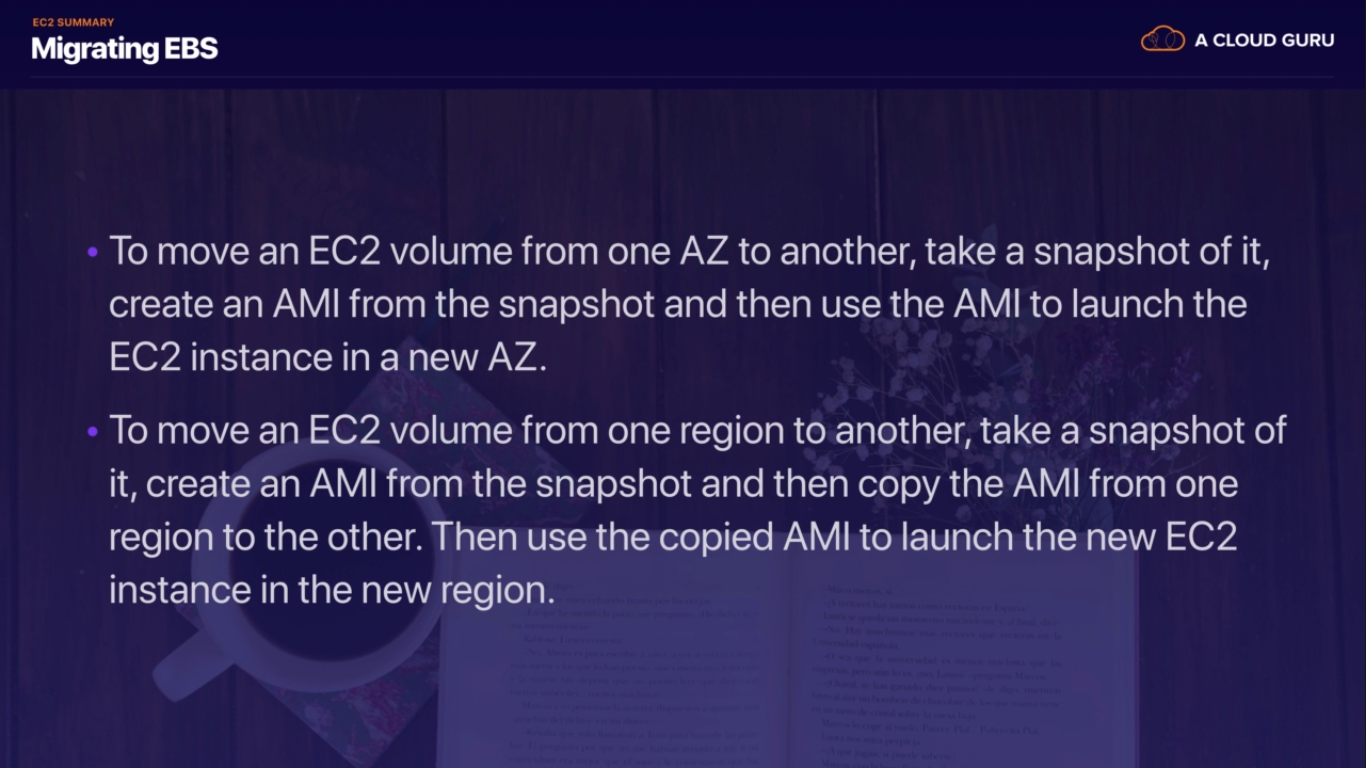 EC2 SUMMARY
Migrating EBS
A CLOUD GURU
• To move an EC2 volume from one AZ to another, take a snapshot of it,
create an AMI from the snapshot and then use the AMI to launch the
EC2 instance in a new AZ.
• To move an EC2 volume from one region to another, take a snapshot of
it, create an AMI from the snapshot and then copy the AMI from one
region to the other. Then use the copied AMI to launch the new EC2
instance in the new region.